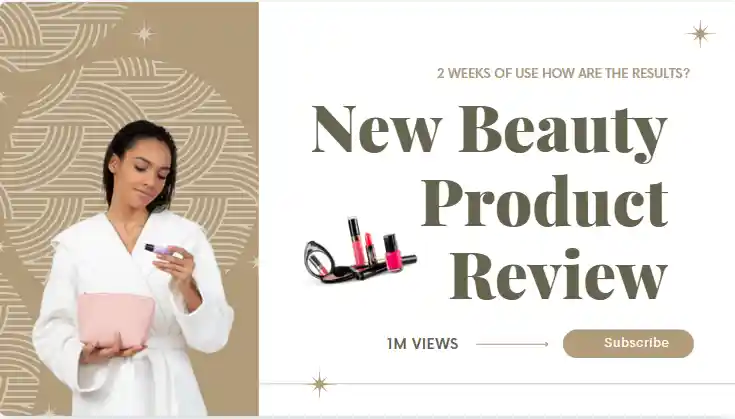 2 WEEKS OF USE HOW ARE THE RESULTS?
New Beauty
Product
Review
1M VIEWS
Subscribe